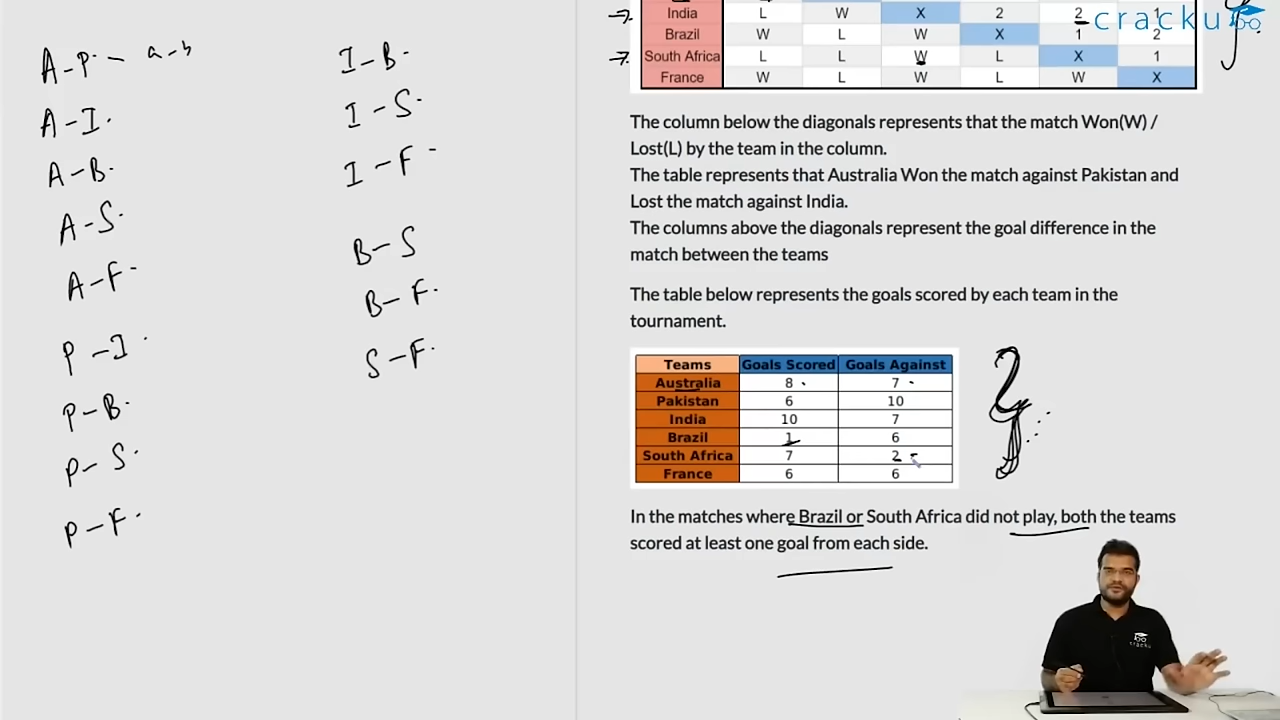 A-P- - a-b
A-I.
A-B.
A-S.
A-F.
P-I.
P-B.
P-S.
P-F.
I-B.
I-S.
I-F-
B-S
B-F.
S-F.
cracku
India L W X 2 2 1
Brazil W L W X 1 2
South Africa L L W L X 1
France W L W L W X
The column below the diagonals represents that the match Won(W) /
Lost(L) by the team in the column.
The table represents that Australia Won the match against Pakistan and
Lost the match against India.
The columns above the diagonals represent the goal difference in the
match between the teams
The table below represents the goals scored by each team in the
tournament.
Teams Goals Scored Goals Against
Australia 8 7
Pakistan 6 10
India 10 7
Brazil 1 6
South Africa 7 2
France 6 6
In the matches where Brazil or South Africa did not play, both the teams
scored at least one goal from each side.
cracku